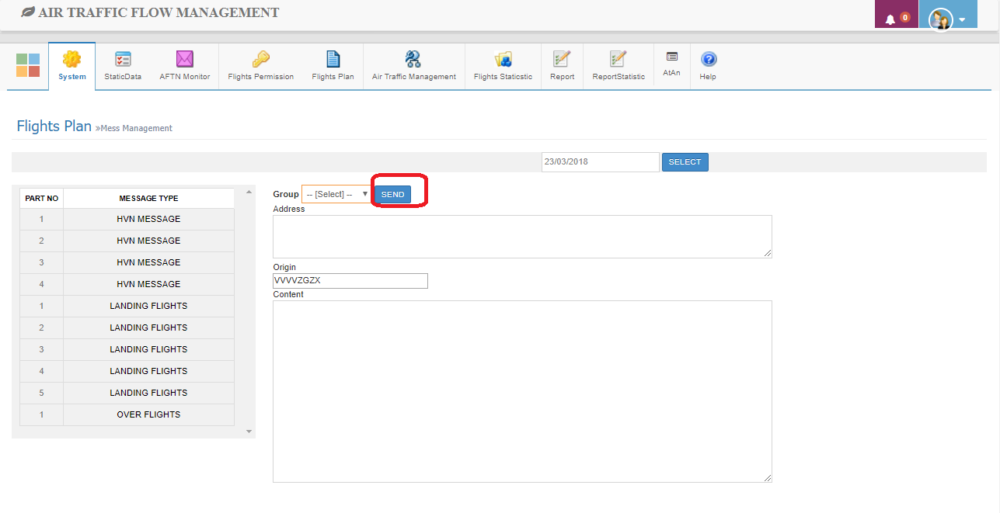 AIR TRAFFIC FLOW MANAGEMENT
0
System
StaticData
AFTN Monitor
Flights Permission
Flights Plan
Air Traffic Management
Flights Staticstic
Report
ReportStatistic
AtAn
Help
Flights Plan »Mess Management
23/03/2018 SELECT
PART NO MESSAGE TYPE
1 HVN MESSAGE
2 HVN MESSAGE
3 HVN MESSAGE
4 HVN MESSAGE
1 LANDING FLIGHTS
2 LANDING FLIGHTS
3 LANDING FLIGHTS
4 LANDING FLIGHTS
5 LANDING FLIGHTS
1 OVER FLIGHTS
Group -- [Select] -- SEND
Address
Origin
VVVVZGZX
Content